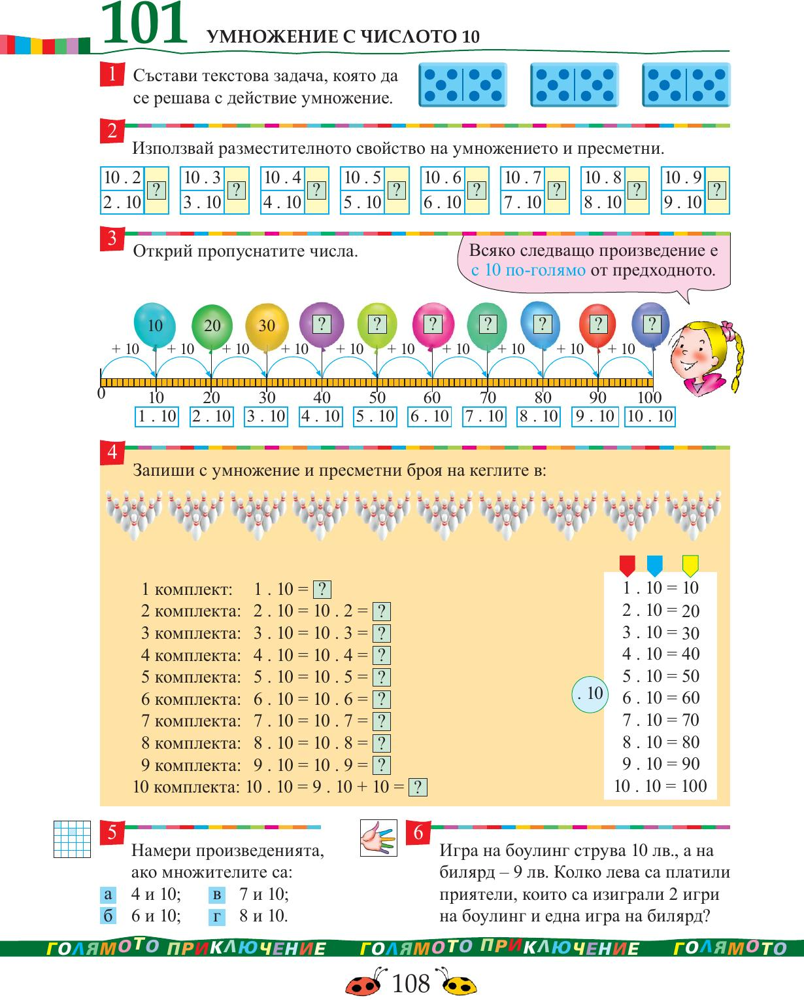 101
УМНОЖЕНИЕ С ЧИСЛОТО 10
1
Състави текстова задача, която да
се решава с действие умножение.
2
Използвай разместителното свойство на умножението и пресметни.
10 . 2 10 . 3 10 . 4 10 . 5 10 . 6 10 . 7 10 . 8 10 . 9
? ? ? ? ? ? ? ?
2 . 10 3 . 10 4 . 10 5 . 10 6 . 10 7 . 10 8 . 10 9 . 10
3
Открий пропуснатите числа.
Всяко следващо произведение е
с 10 по-голямо от предходното.
10 20 30 ? ? ? ? ? ? ?
+ 10 + 10 + 10 + 10 + 10 + 10 + 10 + 10 + 10 + 10
0 10 20 30 40 50 60 70 80 90 100
1 . 10 2 . 10 3 . 10 4 . 10 5 . 10 6 . 10 7 . 10 8 . 10 9 . 10 10 . 10
4
Запиши с умножение и пресметни броя на кеглите в:
1 комплект: 1 . 10 = ?
2 комплекта: 2 . 10 = 10 . 2 = ?
3 комплекта: 3 . 10 = 10 . 3 = ?
4 комплекта: 4 . 10 = 10 . 4 = ?
5 комплекта: 5 . 10 = 10 . 5 = ?
6 комплекта: 6 . 10 = 10 . 6 = ?
7 комплекта: 7 . 10 = 10 . 7 = ?
8 комплекта: 8 . 10 = 10 . 8 = ?
9 комплекта: 9 . 10 = 10 . 9 = ?
10 комплекта: 10 . 10 = 9 . 10 + 10 = ?
. 10
1 . 10 = 10
2 . 10 = 20
3 . 10 = 30
4 . 10 = 40
5 . 10 = 50
6 . 10 = 60
7 . 10 = 70
8 . 10 = 80
9 . 10 = 90
10 . 10 = 100
5
Намери произведенията,
ако множителите са:
а 4 и 10; в 7 и 10;
б 6 и 10; г 8 и 10.
6
Игра на боулинг струва 10 лв., а на
билярд – 9 лв. Колко лева са платили
приятели, които са изиграли 2 игри
на боулинг и една игра на билярд?
ГОЛЯМОТО ПРИКЛЮЧЕНИЕ ГОЛЯМОТО ПРИКЛЮЧЕНИЕ ГОЛЯМОТО
108